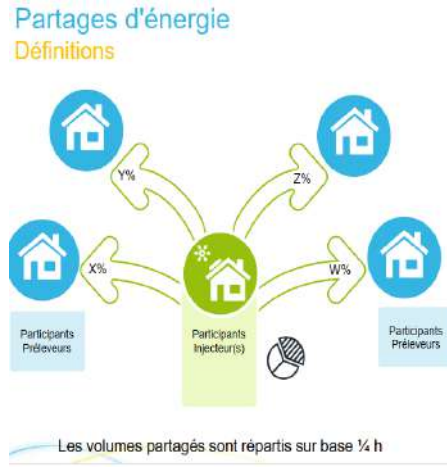 Partages d'énergie
Définitions
Y%
Z%
X%
W%
Participants
Préleveurs
Participants
Injecteur(s)
Participants
Préleveurs
Les volumes partagés sont répartis sur base ¼ h